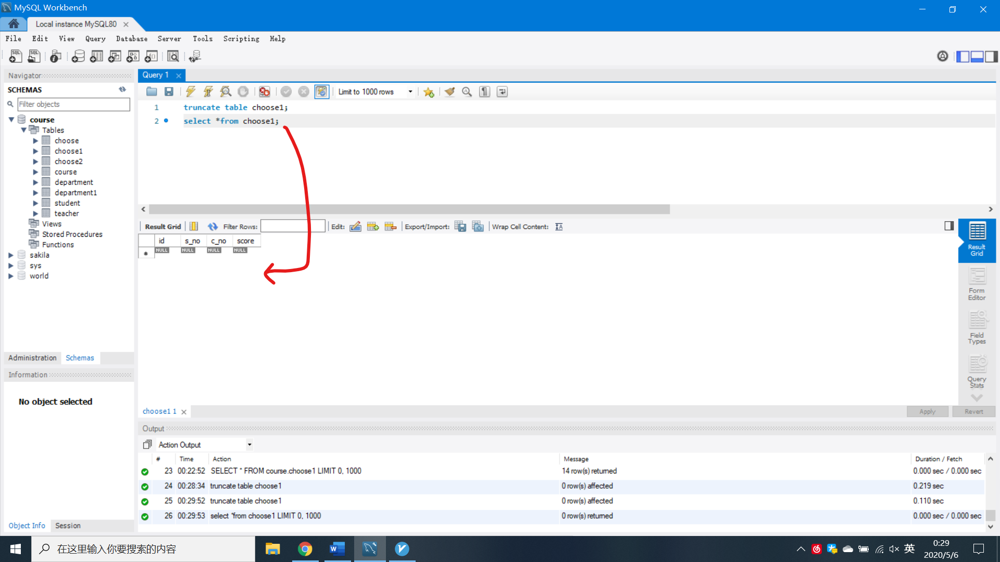 MySQL Workbench
Local instance MySQL80
File Edit View Query Database Server Tools Scripting Help
Navigator
SCHEMAS
Filter objects
course
Tables
choose
choose1
choose2
course
department
department1
student
teacher
Views
Stored Procedures
Functions
sakila
sys
world
Administration Schemas
Information
No object selected
Object Info Session
Query 1
Limit to 1000 rows
1 truncate table choose1;
2 select *from choose1;
Result Grid Filter Rows: Edit: Export/Import: Wrap Cell Content:
id s_no c_no score
NULL NULL NULL NULL
Result Grid
Form Editor
Field Types
Query Stats
choose1 1
Apply Revert
Output
Action Output
# Time Action Message Duration / Fetch
23 00:22:52 SELECT * FROM course.choose1 LIMIT 0, 1000 14 row(s) returned 0.000 sec / 0.000 sec
24 00:28:34 truncate table choose1 0 row(s) affected 0.219 sec
25 00:29:52 truncate table choose1 0 row(s) affected 0.110 sec
26 00:29:53 select *from choose1 LIMIT 0, 1000 0 row(s) returned 0.000 sec / 0.000 sec
在这里输入你要搜索的内容
英
0:29
2020/5/6